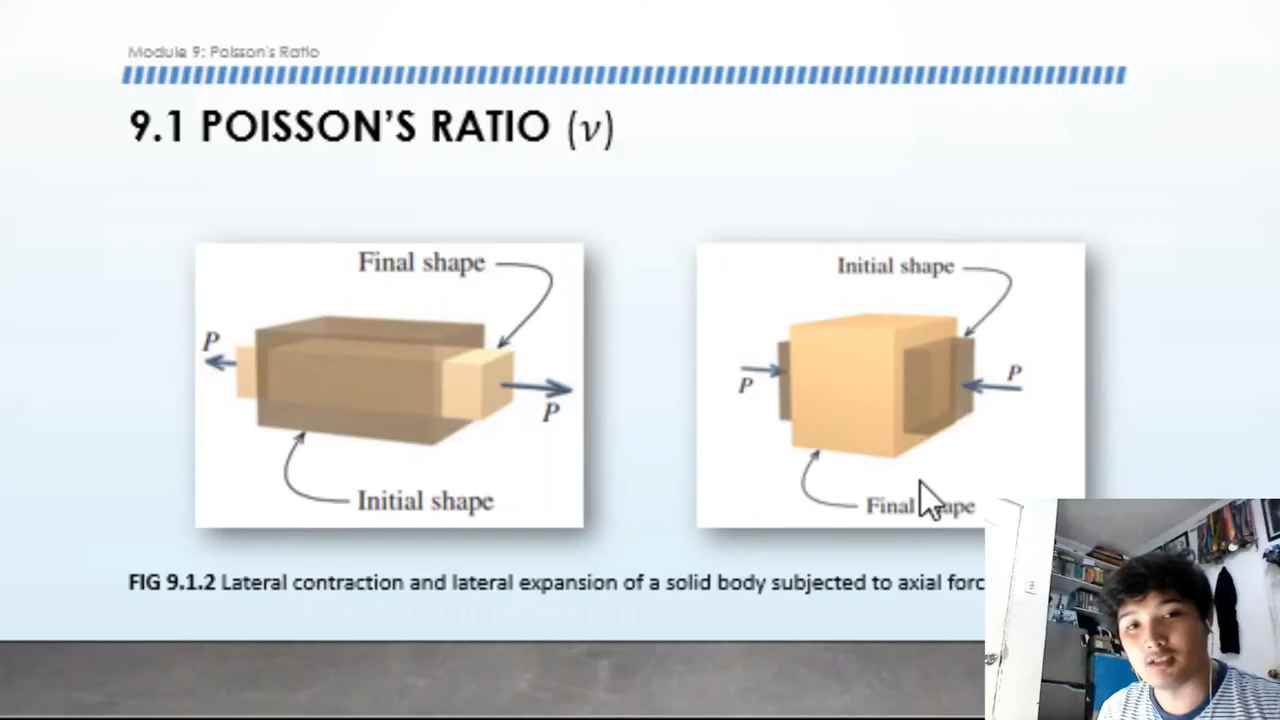 Module 9: Poisson's Ratio
9.1 POISSON'S RATIO (ν)
Final shape
P
P
Initial shape
Initial shape
P
P
Final
FIG 9.1.2 Lateral contraction and lateral expansion of a solid body subjected to axial